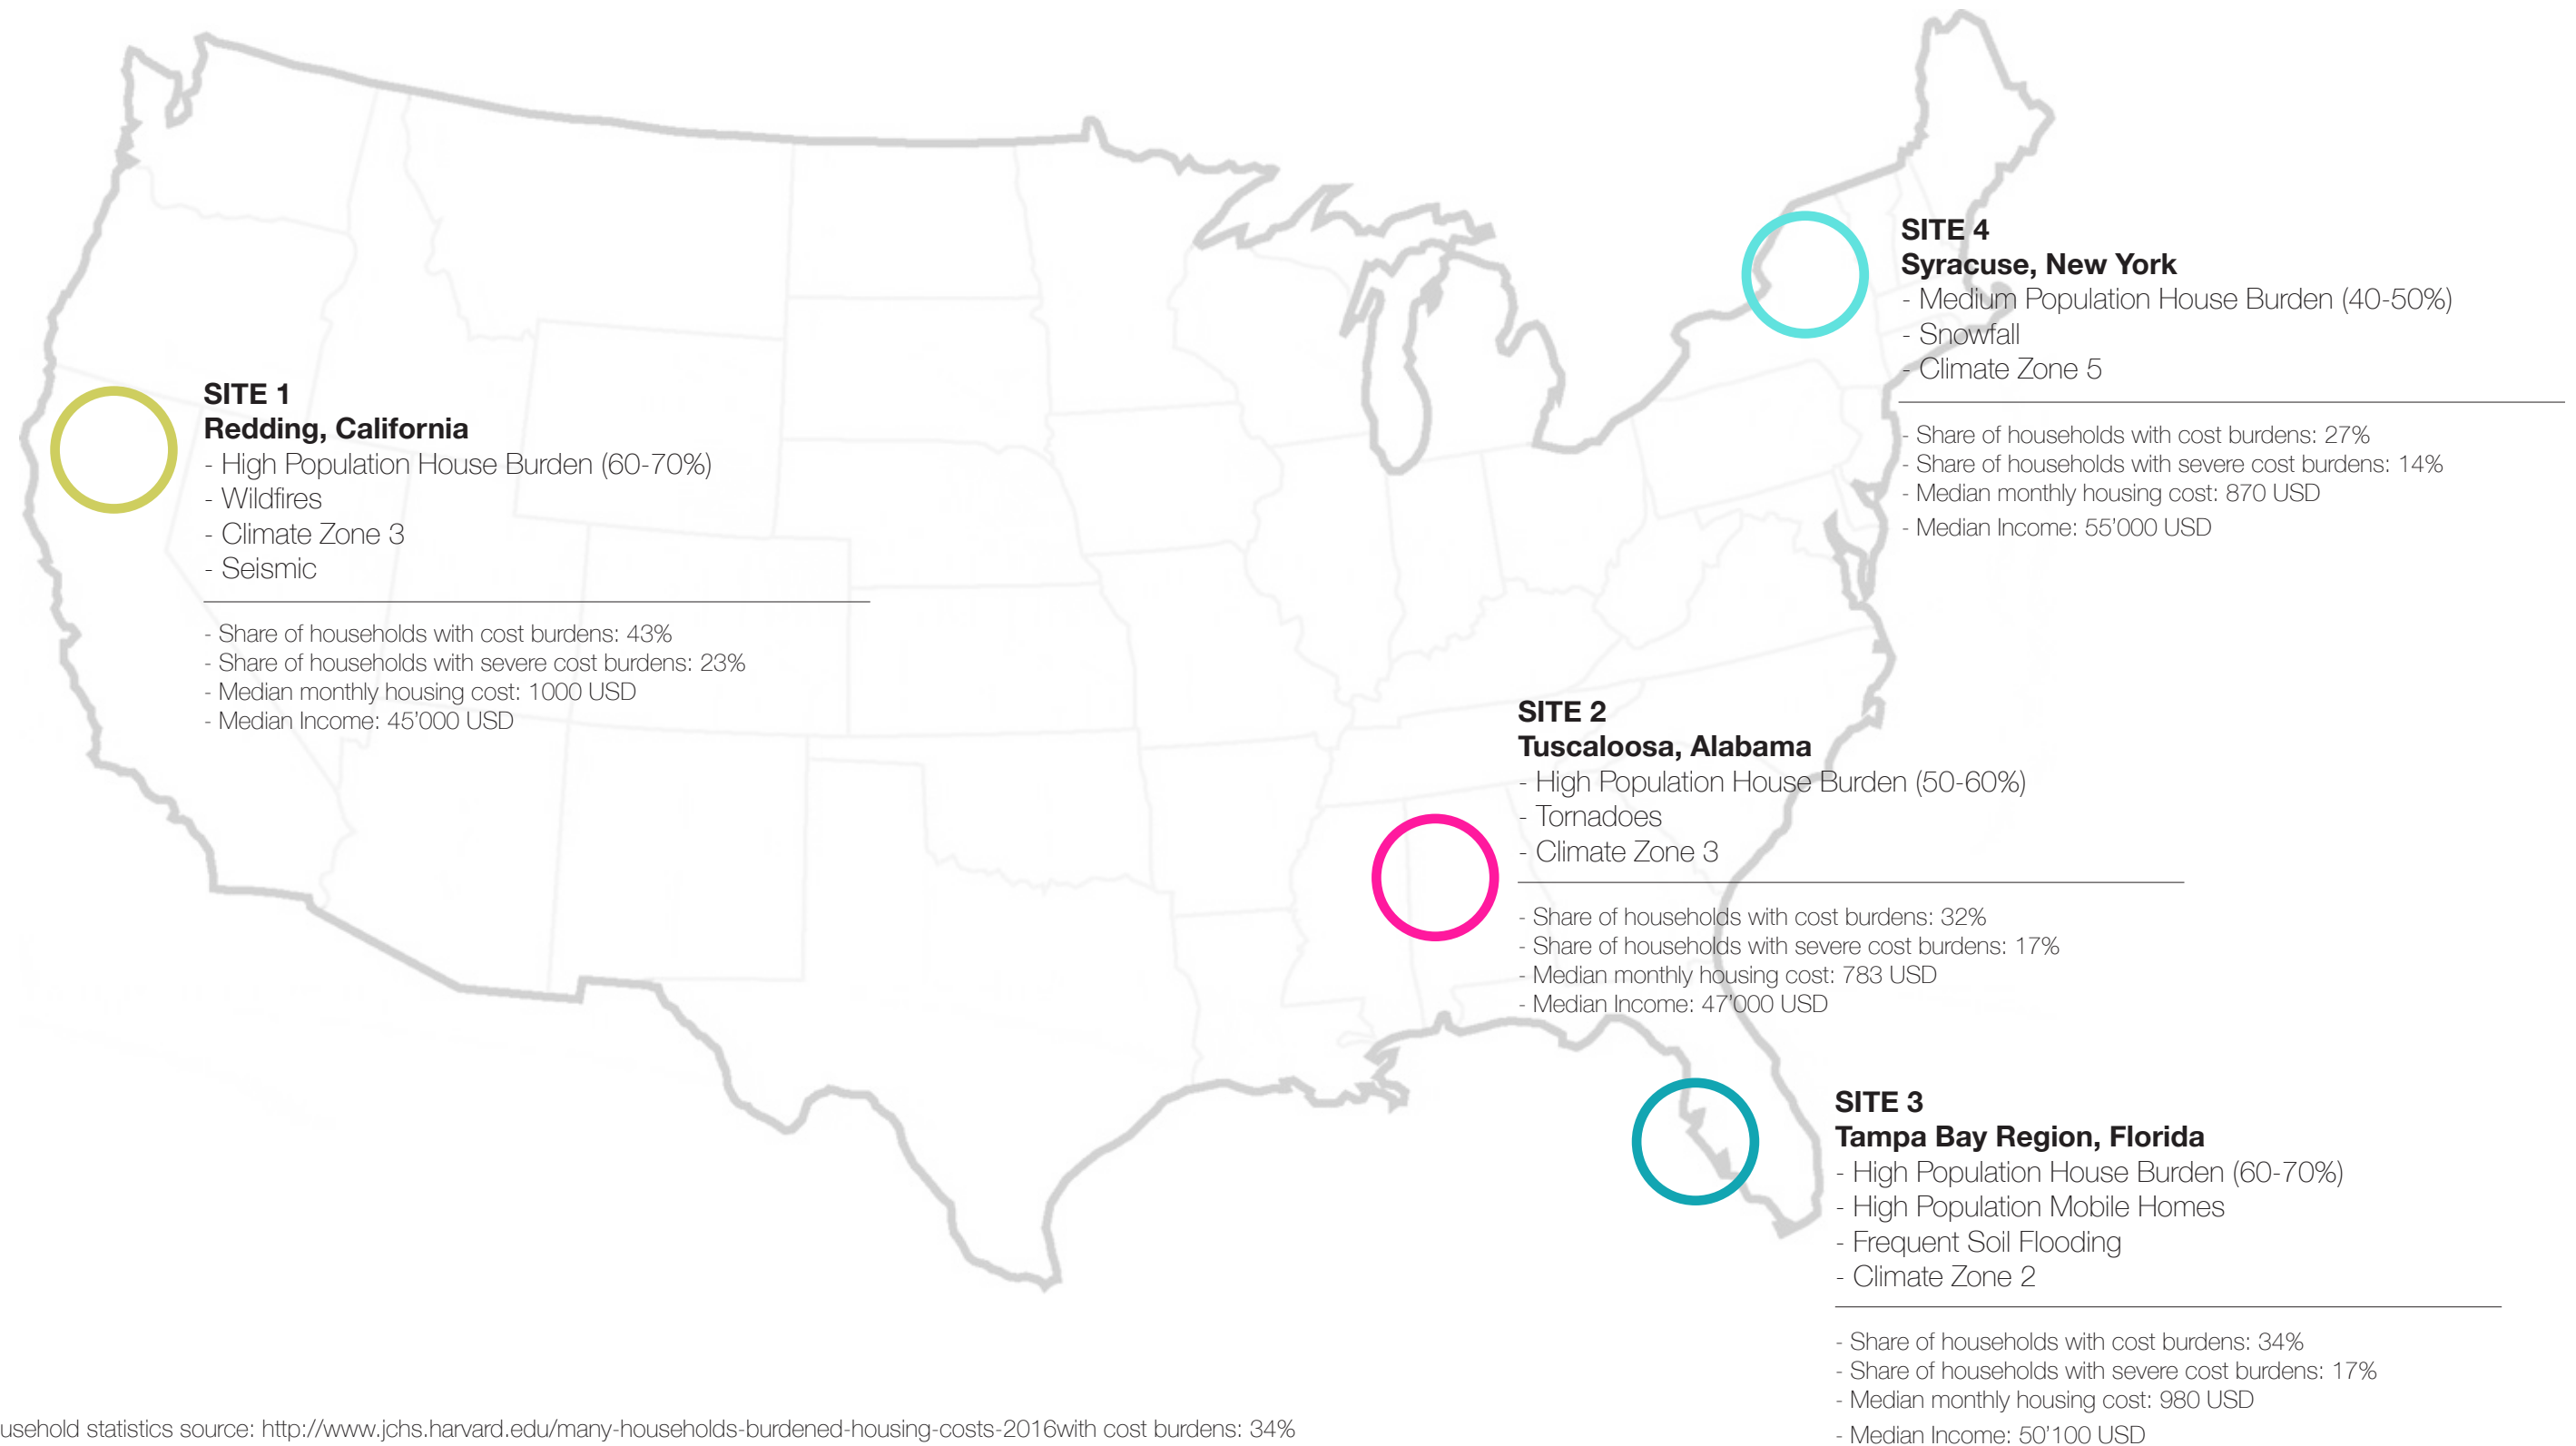 SITE 1
Redding, California
- High Population House Burden (60-70%)
- Wildfires
- Climate Zone 3
- Seismic
- Share of households with cost burdens: 43%
- Share of households with severe cost burdens: 23%
- Median monthly housing cost: 1000 USD
- Median Income: 45'000 USD
SITE 4
Syracuse, New York
- Medium Population House Burden (40-50%)
- Snowfall
- Climate Zone 5
- Share of households with cost burdens: 27%
- Share of households with severe cost burdens: 14%
- Median monthly housing cost: 870 USD
- Median Income: 55'000 USD
SITE 2
Tuscaloosa, Alabama
- High Population House Burden (50-60%)
- Tornadoes
- Climate Zone 3
- Share of households with cost burdens: 32%
- Share of households with severe cost burdens: 17%
- Median monthly housing cost: 783 USD
- Median Income: 47'000 USD
SITE 3
Tampa Bay Region, Florida
- High Population House Burden (60-70%)
- High Population Mobile Homes
- Frequent Soil Flooding
- Climate Zone 2
- Share of households with cost burdens: 34%
- Share of households with severe cost burdens: 17%
- Median monthly housing cost: 980 USD
- Median Income: 50'100 USD
usehold statistics source: http://www.jchs.harvard.edu/many-households-burdened-housing-costs-2016with cost burdens: 34%